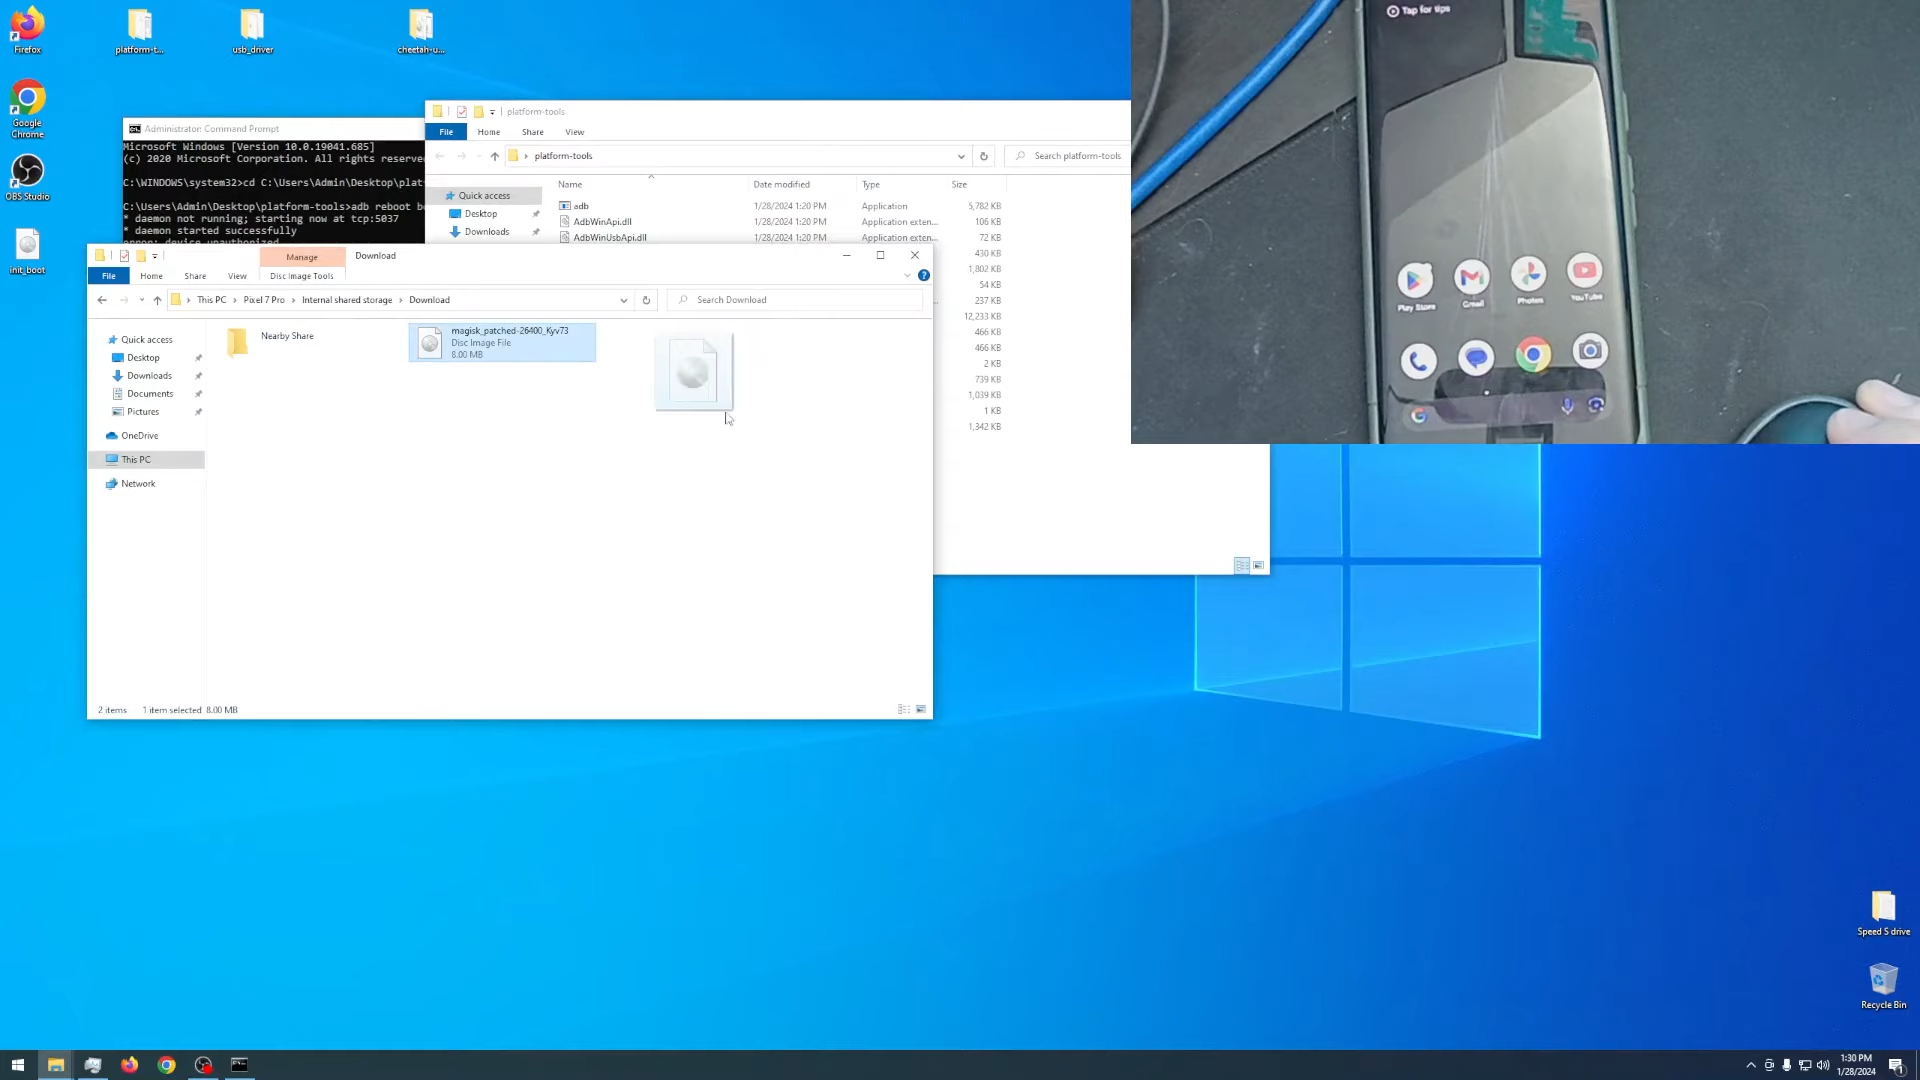 Firefox
platform-t...
usb_driver
cheetah-u...
Google
Chrome
OBS Studio
init_boot
Administrator: Command Prompt
Microsoft Windows [Version 10.0.19041.685]
(c) 2020 Microsoft Corporation. All rights reserve
C:\WINDOWS\system32>cd C:\Users\Admin\Desktop\plat
C:\Users\Admin\Desktop\platform-tools>adb reboot b
* daemon not running; starting now at tcp:5037
* daemon started successfully
error: device unauthorized
platform-tools
File
Home
Share
View
platform-tools
Search platform-tools
Name
Date modified
Type
Size
Quick access
Desktop
Downloads
adb
1/28/2024 1:20 PM
Application
5,782 KB
AdbWinApi.dll
1/28/2024 1:20 PM
Application exten...
106 KB
AdbWinUsbApi.dll
1/28/2024 1:20 PM
Application exten...
72 KB
430 KB
1,802 KB
54 KB
237 KB
12,233 KB
466 KB
466 KB
2 KB
739 KB
1,039 KB
1 KB
1,342 KB
Manage
Download
File
Home
Share
View
Disc Image Tools
This PC
Pixel 7 Pro
Internal shared storage
Download
Search Download
Quick access
Desktop
Downloads
Documents
Pictures
OneDrive
This PC
Network
Nearby Share
magisk_patched-26400_Kyv73
Disc Image File
8.00 MB
2 items
1 item selected 8.00 MB
Tap for tips
Play Store
Gmail
Photos
YouTube
Speed S drive
Recycle Bin
1:30 PM
1/28/2024